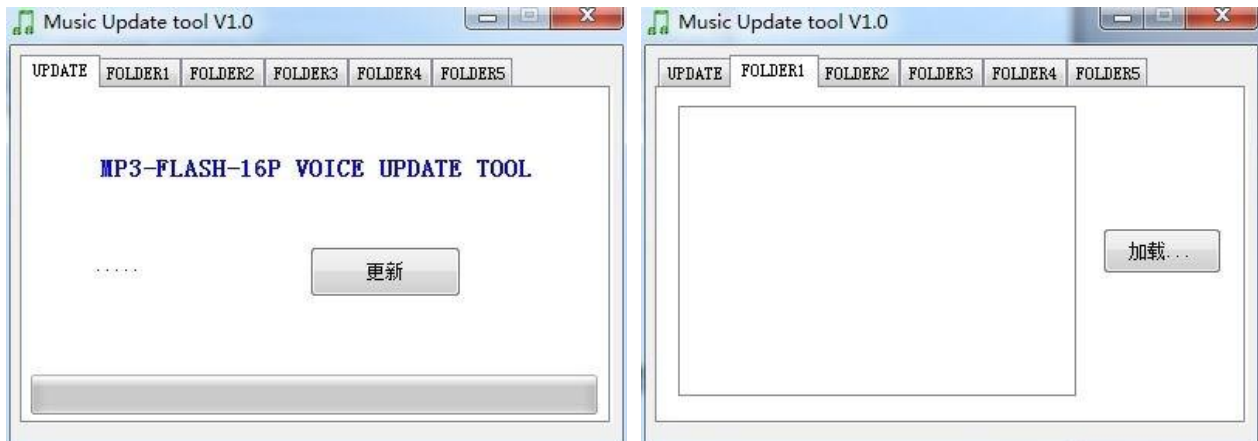 Music Update tool V1.0
UPDATE FOLDER1 FOLDER2 FOLDER3 FOLDER4 FOLDER5
MP3-FLASH-16P VOICE UPDATE TOOL
..... 更新
Music Update tool V1.0
UPDATE FOLDER1 FOLDER2 FOLDER3 FOLDER4 FOLDER5
加载...